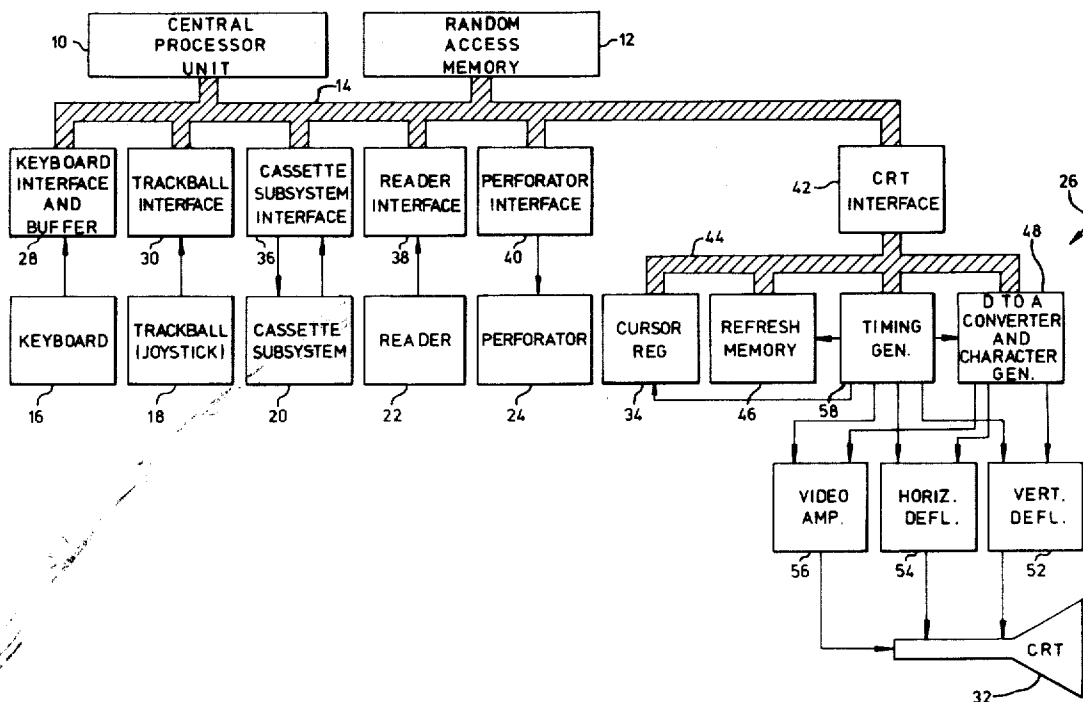 10
CENTRAL
PROCESSOR
UNIT
RANDOM
ACCESS
MEMORY
12
14
KEYBOARD
INTERFACE
AND
BUFFER
28
TRACKBALL
INTERFACE
30
CASSETTE
SUBSYSTEM
INTERFACE
36
READER
INTERFACE
38
PERFORATOR
INTERFACE
40
42
CRT
INTERFACE
26
44
48
KEYBOARD
16
TRACKBALL
(JOYSTICK)
18
CASSETTE
SUBSYSTEM
20
READER
22
PERFORATOR
24
CURSOR
REG
34
REFRESH
MEMORY
46
TIMING
GEN.
58
D TO A
CONVERTER
AND
CHARACTER
GEN.
VIDEO
AMP.
56
HORIZ.
DEFL.
54
VERT.
DEFL.
52
CRT
32